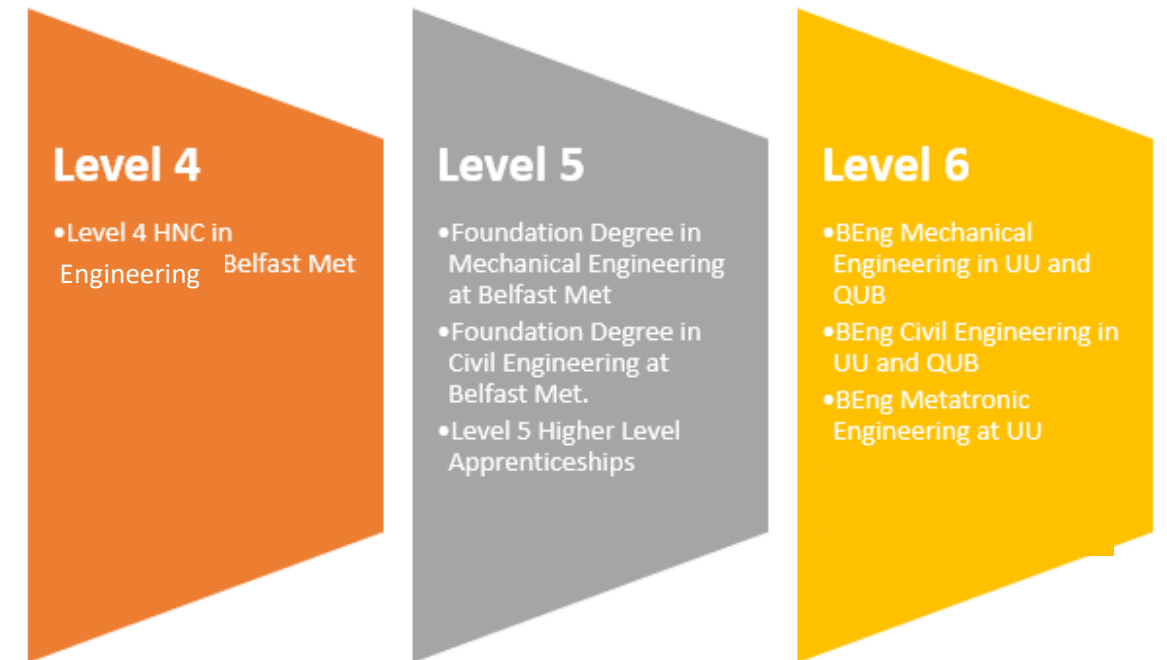 Level 4
•Level 4 HNC in
Engineering Belfast Met
Level 5
•Foundation Degree in
Mechanical Engineering
at Belfast Met
•Foundation Degree in
Civil Engineering at
Belfast Met.
•Level 5 Higher Level
Apprenticeships
Level 6
•BEng Mechanical
Engineering in UU and
QUB
•BEng Civil Engineering in
UU and QUB
•BEng Metatronic
Engineering at UU